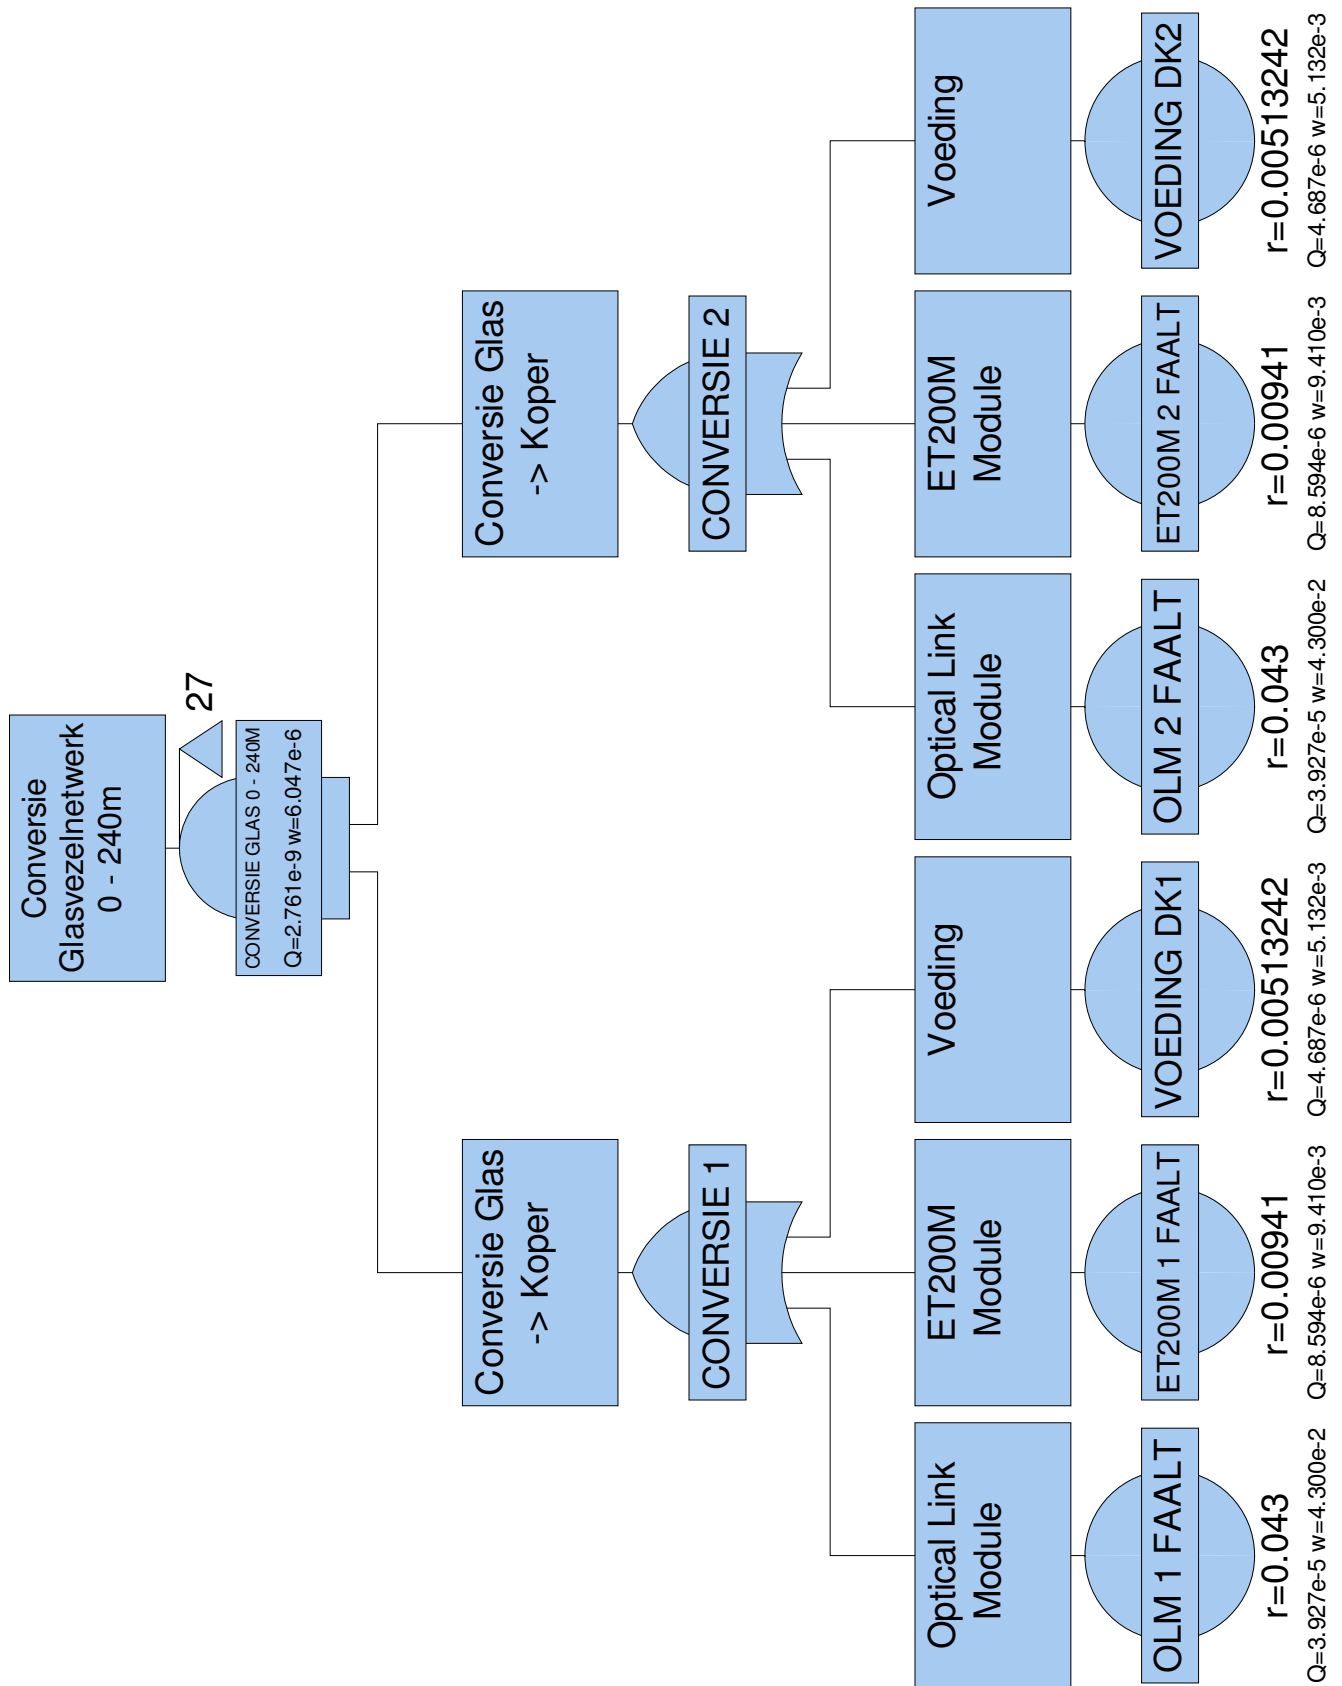 Conversie
Glasvezelnetwerk
0 - 240m
27
CONVERSIE GLAS 0 - 240M
Q=2.761e-9 w=6.047e-6
Conversie Glas
-> Koper
CONVERSIE 1
Conversie Glas
-> Koper
CONVERSIE 2
Optical Link
Module
OLM 1 FAALT
r=0.043
Q=3.927e-5 w=4.300e-2
ET200M
Module
ET200M 1 FAALT
r=0.00941
Q=8.594e-6 w=9.410e-3
Voeding
VOEDING DK1
r=0.00513242
Q=4.687e-6 w=5.132e-3
Optical Link
Module
OLM 2 FAALT
r=0.043
Q=3.927e-5 w=4.300e-2
ET200M
Module
ET200M 2 FAALT
r=0.00941
Q=8.594e-6 w=9.410e-3
Voeding
VOEDING DK2
r=0.00513242
Q=4.687e-6 w=5.132e-3